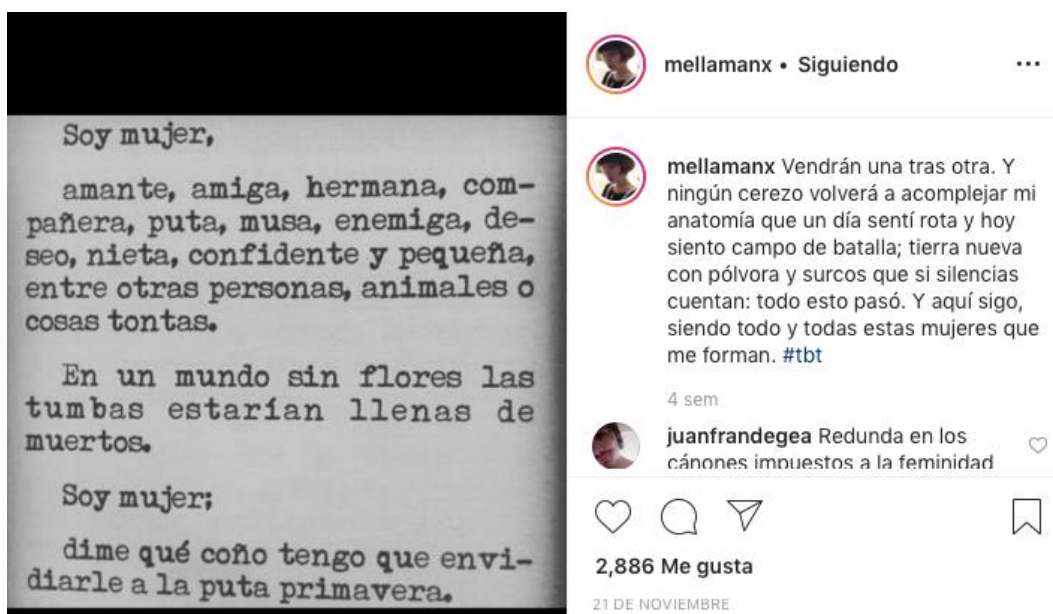 Soy mujer,
amante, amiga, hermana, com-
pañera, puta, musa, enemiga, de-
seo, nieta, confidente y pequeña,
entre otras personas, animales o
cosas tontas.
En un mundo sin flores las
tumbas estarían llenas de
muertos.
Soy mujer;
dime qué coño tengo que envi-
diarle a la puta primavera.
mellamanx • Siguiendo
mellamanx Vendrán una tras otra. Y
ningún cerezo volverá a acomplejar mi
anatomía que un día sentí rota y hoy
siento campo de batalla; tierra nueva
con pólvora y surcos que si silencias
cuentan: todo esto pasó. Y aquí sigo,
siendo todo y todas estas mujeres que
me forman. #tbt
4 sem
juanfrandegea Redunda en los
cánones impuestos a la feminidad
2,886 Me gusta
21 DE NOVIEMBRE